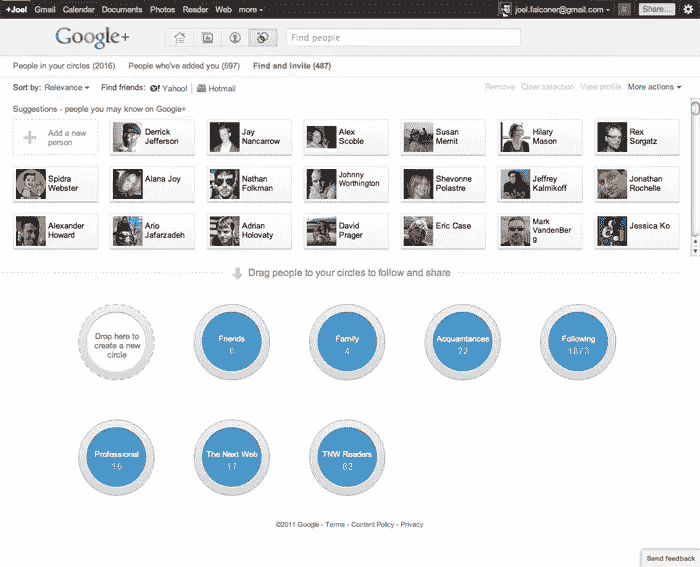 +Joel Gmail Calendar Documents Photos Reader Web more
joel.falconer@gmail.com Share...
Google+
Find people
People in your circles (2016) People who've added you (597) Find and invite (487)
Sort by: Relevance Find friends: Yahoo! Hotmail Remove Clear selection View profile More actions
Suggestions - people you may know on Google+
Add a new person
Derrick Jefferson
Jay Nancarrow
Alex Scoble
Susan Mernit
Hilary Mason
Rex Sorgatz
Spidra Webster
Alana Joy
Nathan Folkman
Johnny Worthington
Shevonne Polastre
Jeffrey Kalmikoff
Jonathan Rochelle
Alexander Howard
Ario Jafarzadeh
Adrian Holovaty
David Prager
Eric Case
Mark VandenBerg
Jessica Ko
Drag people to your circles to follow and share
Drop here to create a new circle
Friends
6
Family
4
Acquantances
22
Following
1873
Professional
16
The Next Web
17
TNW Readers
62
©2011 Google - Terms - Content Policy - Privacy
Send feedback